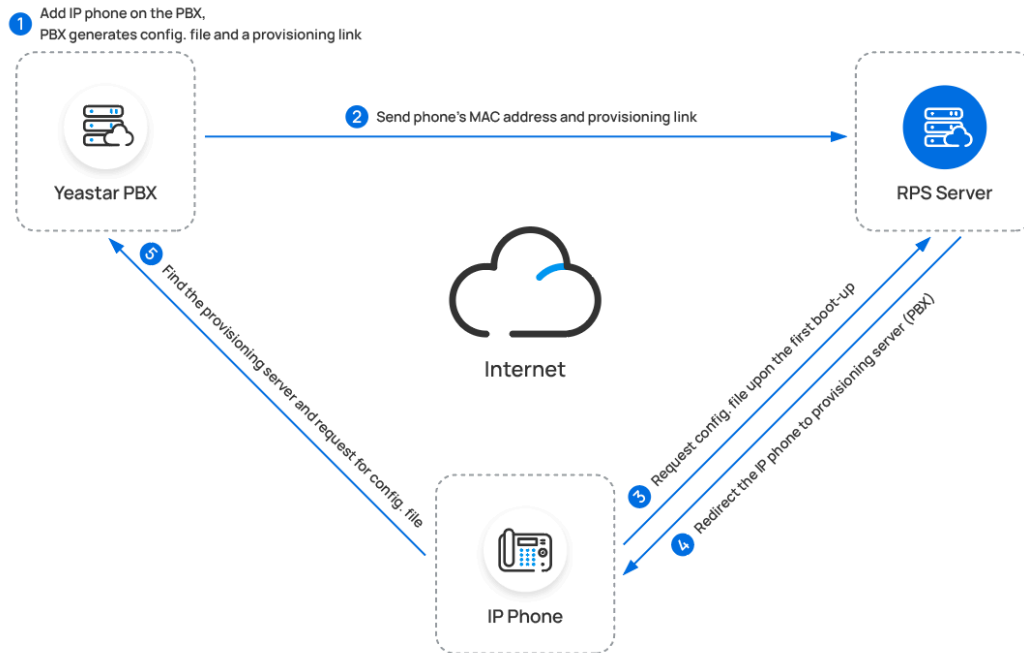 1 Add IP phone on the PBX,
PBX generates config. file and a provisioning link
2 Send phone's MAC address and provisioning link
Yeastar PBX
RPS Server
5 Find the provisioning server and request for config. file
Internet
3 Request config. file upon the first boot-up
4 Redirect the IP phone to provisioning server (PBX)
IP Phone